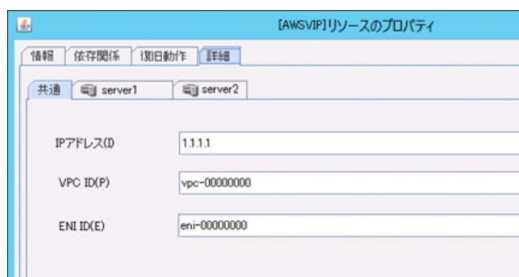 [AWSVIP]リソースのプロパティ
情報 依存関係 復旧動作 詳細
共通 server1 server2
IPアドレス(I) 1.1.1.1
VPC ID(P) vpc-00000000
ENI ID(E) eni-00000000